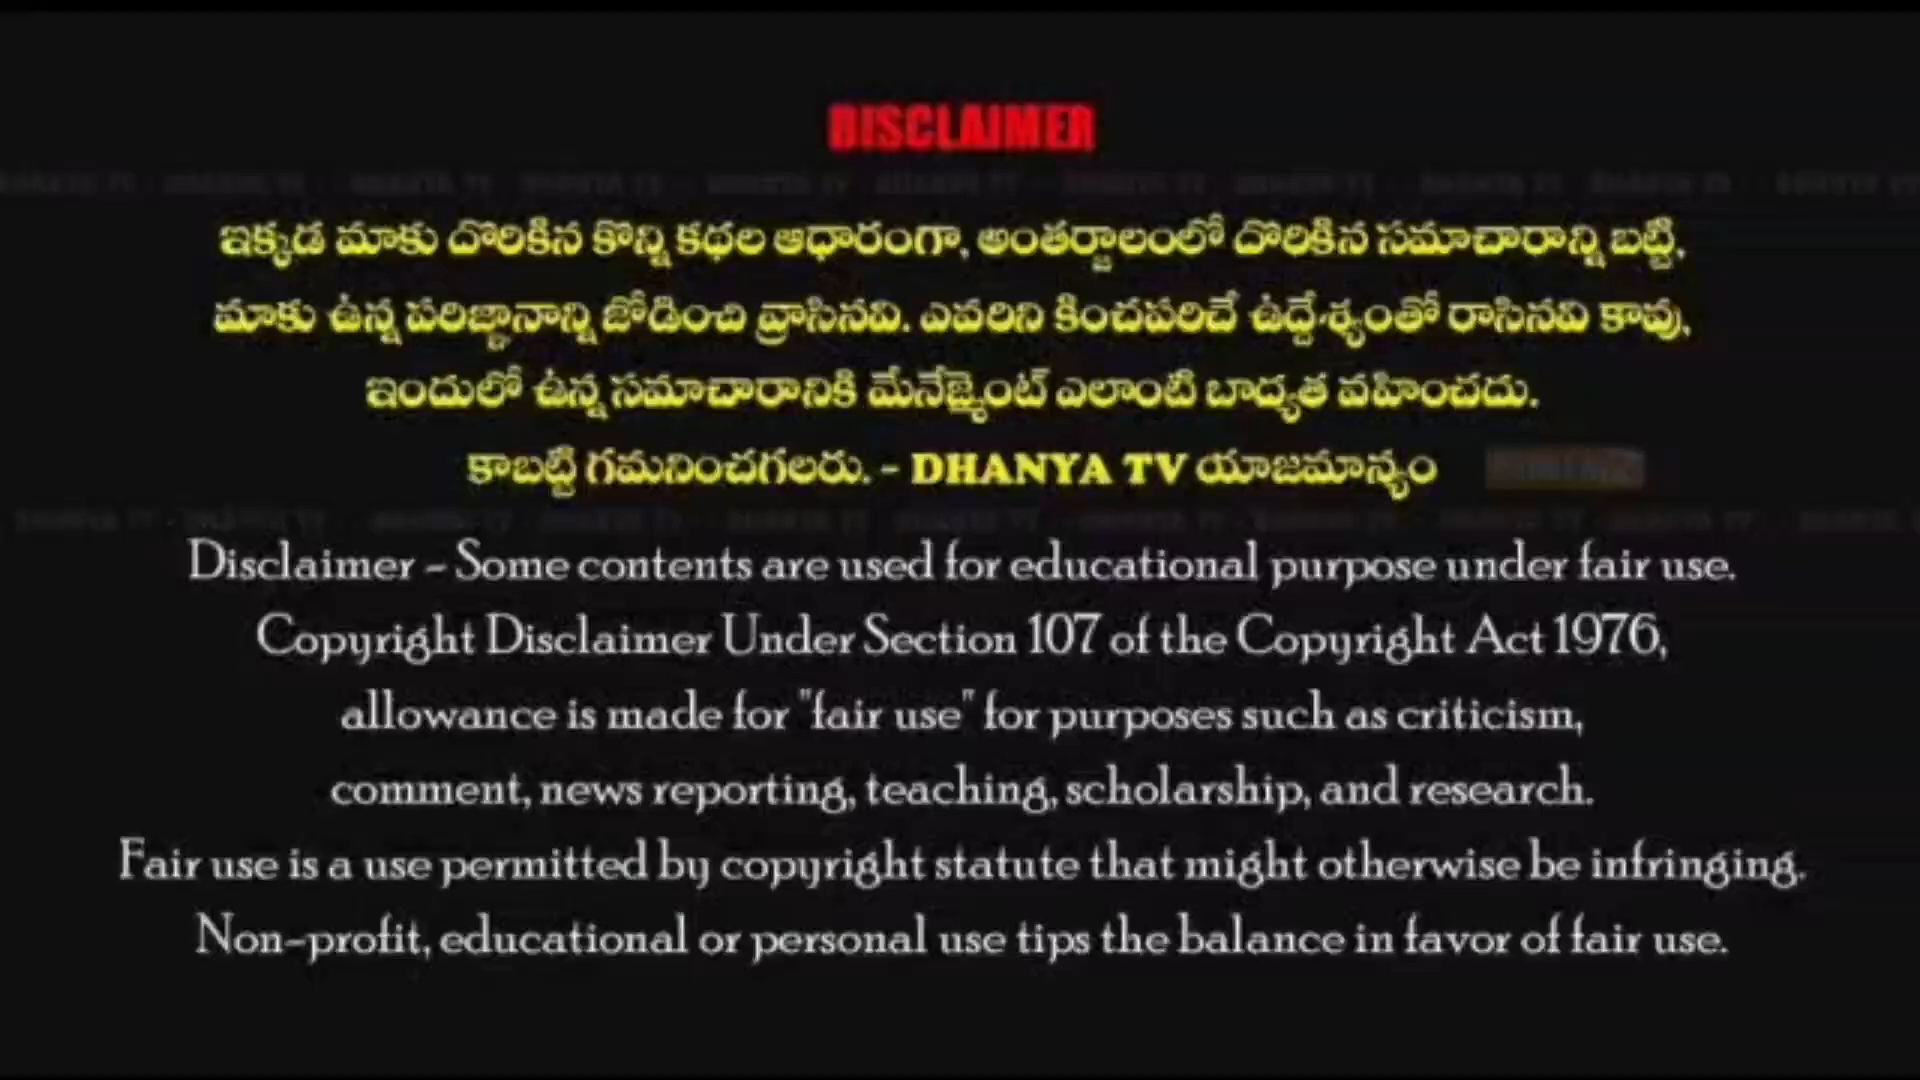 DISCLAIMER
ఇక్కడ మాకు దొరికిన కొన్ని కథల ఆధారంగా, అంతర్జాలంలో దొరికిన సమాచారాన్ని బట్టి,
మాకు ఉన్న పరిజ్ఞానాన్ని జోడించి వ్రాసినవి. ఎవరిని కించపరిచే ఉద్దేశ్యంతో రాసినవి కావు,
ఇందులో ఉన్న సమాచారానికి మేనేజ్మెంట్ ఎలాంటి బాద్యత వహించదు.
కాబట్టి గమనించగలరు. - DHANYA TV యాజమాన్యం
Disclaimer - Some contents are used for educational purpose under fair use.
Copyright Disclaimer Under Section 107 of the Copyright Act 1976,
allowance is made for "fair use" for purposes such as criticism,
comment, news reporting, teaching, scholarship, and research.
Fair use is a use permitted by copyright statute that might otherwise be infringing.
Non-profit, educational or personal use tips the balance in favor of fair use.